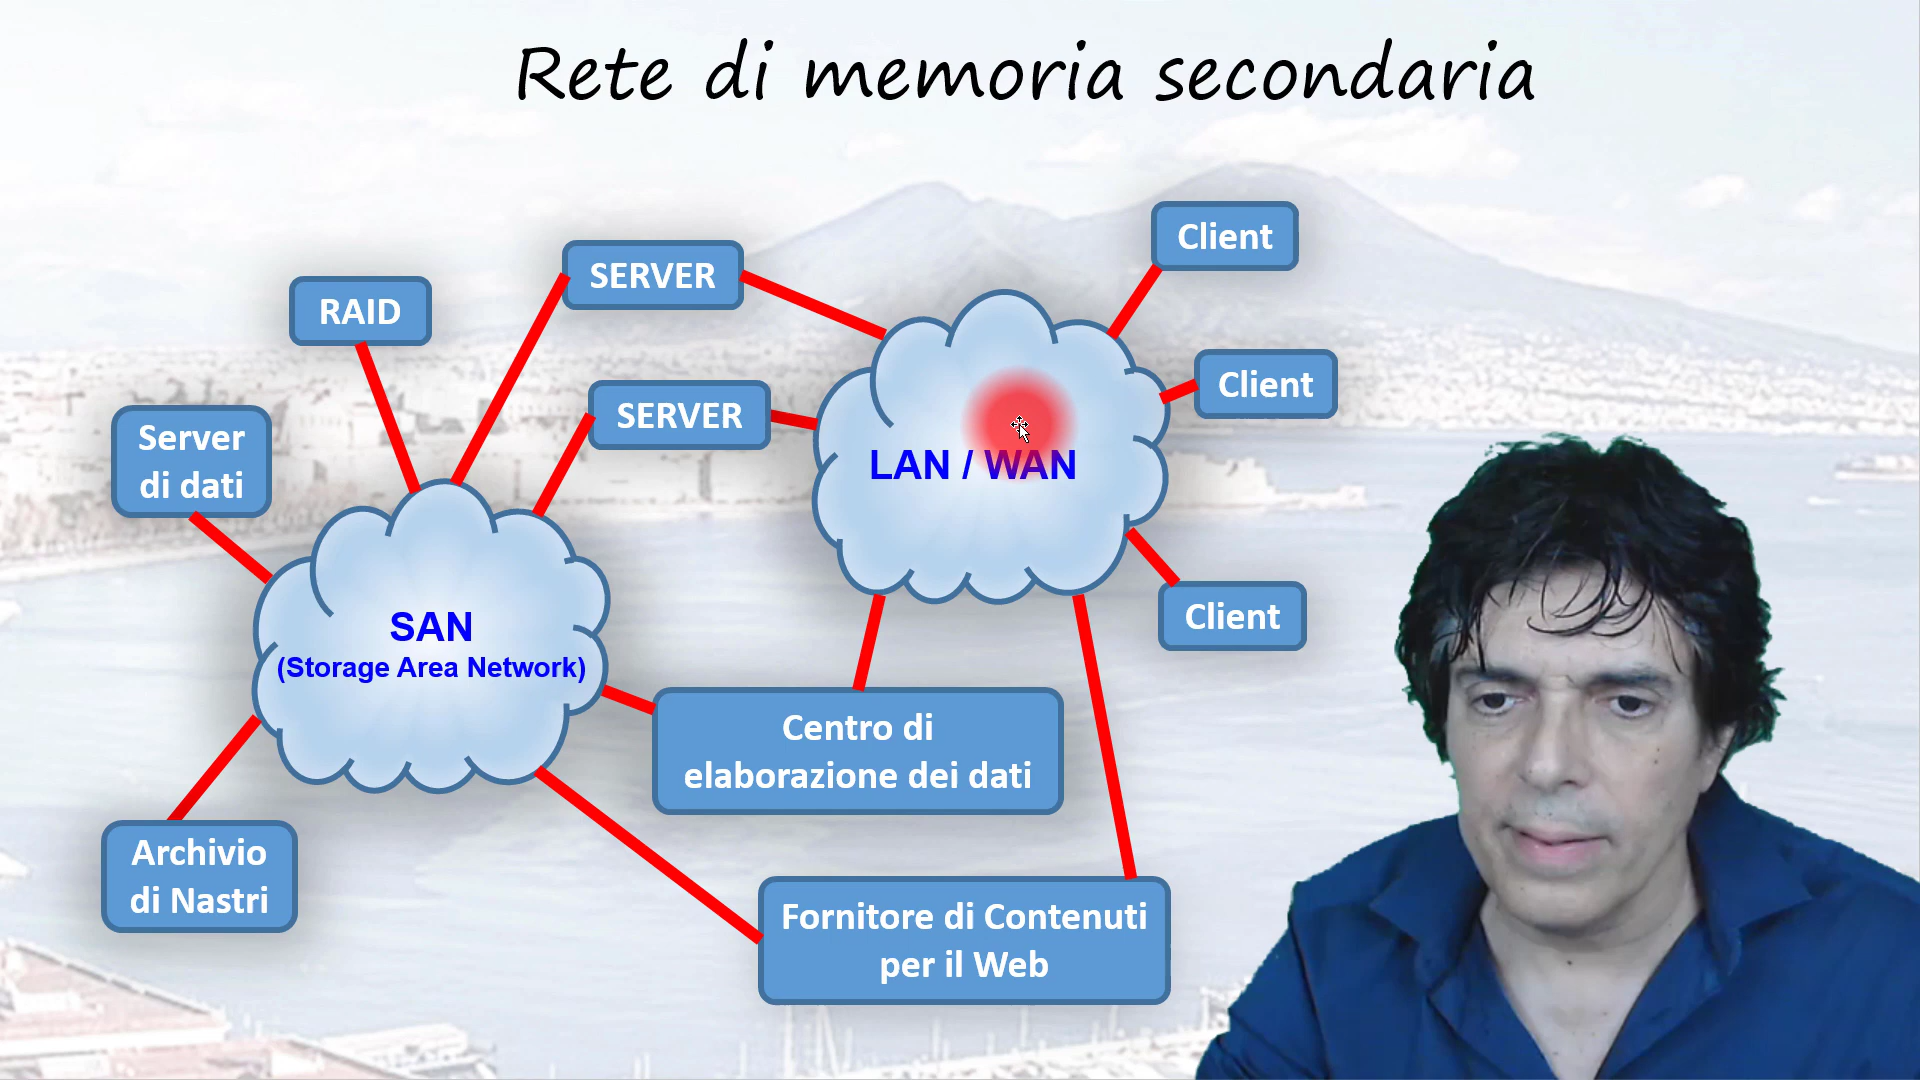 Rete di memoria secondaria
Client
SERVER
RAID
Client
SERVER
Server
di dati
LAN / WAN
Client
SAN
(Storage Area Network)
Centro di
elaborazione dei dati
Archivio
di Nastri
Fornitore di Contenuti
per il Web